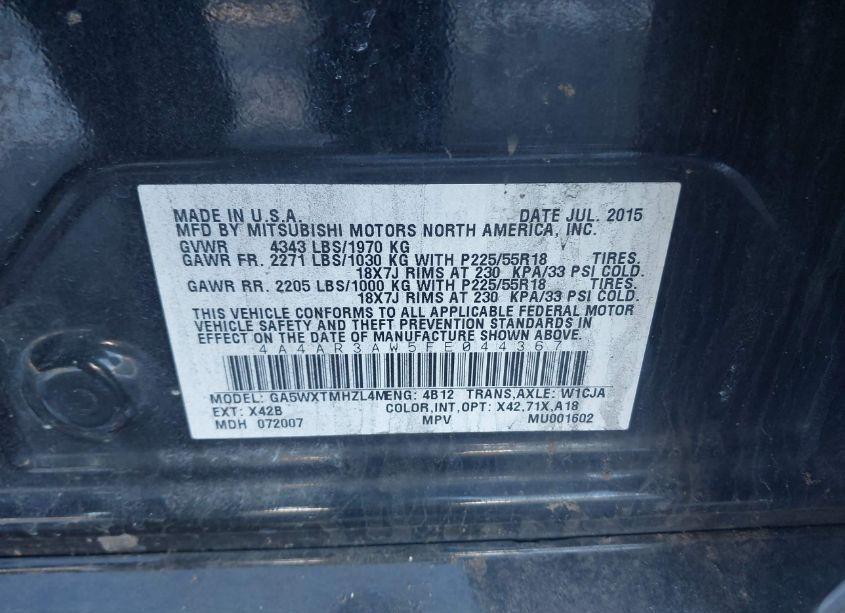 MADE IN U.S.A. DATE JUL. 2015
MFD BY MITSUBISHI MOTORS NORTH AMERICA, INC.
GVWR 4343 LBS/1970 KG
GAWR FR. 2271 LBS/1030 KG WITH P225/55R18 TIRES.
18X7J RIMS AT 230 KPA/33 PSI COLD.
GAWR RR. 2205 LBS/1000 KG WITH P225/55R18 TIRES.
18X7J RIMS AT 230 KPA/33 PSI COLD.
THIS VEHICLE CONFORMS TO ALL APPLICABLE FEDERAL MOTOR
VEHICLE SAFETY AND THEFT PREVENTION STANDARDS IN
EFFECT ON THE DATE OF MANUFACTURE SHOWN ABOVE.
4A4AR3AW5FE044367
MODEL: GA5WXTMHZL4M ENG: 4B12 TRANS,AXLE: W1CJA
EXT: X42B COLOR,INT,OPT: X42,71X,A18
MDH 072007 MPV MU001602